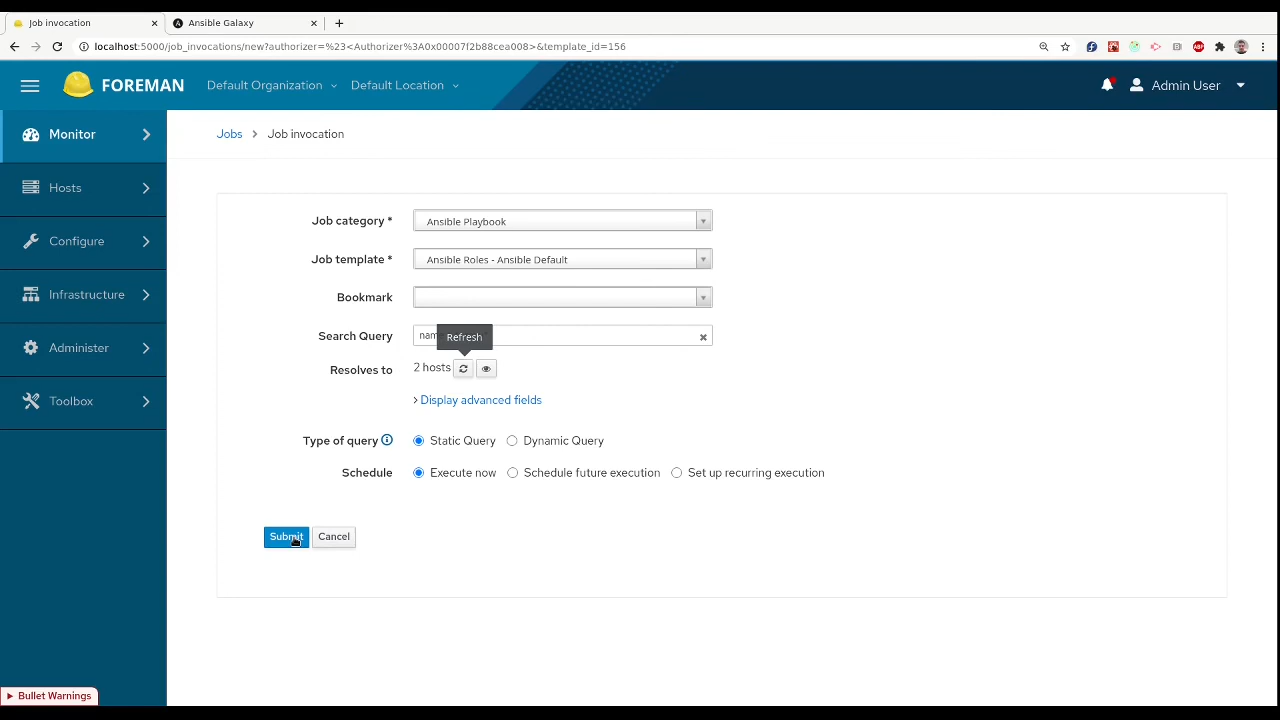 Job invocation
Ansible Galaxy
localhost:5000/job_invocations/new?authorizer=%23<Authorizer%3A0x00007f2b88cea008>&template_id=156
FOREMAN
Default Organization
Default Location
Admin User
Monitor
Hosts
Configure
Infrastructure
Administer
Toolbox
Jobs > Job invocation
Job category * Ansible Playbook
Job template * Ansible Roles - Ansible Default
Bookmark
Search Query
Refresh
Resolves to 2 hosts
Display advanced fields
Type of query Static Query Dynamic Query
Schedule Execute now Schedule future execution Set up recurring execution
Submit Cancel
Bullet Warnings